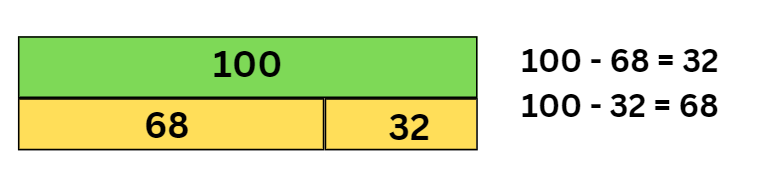 100
68 32
100 - 68 = 32
100 - 32 = 68